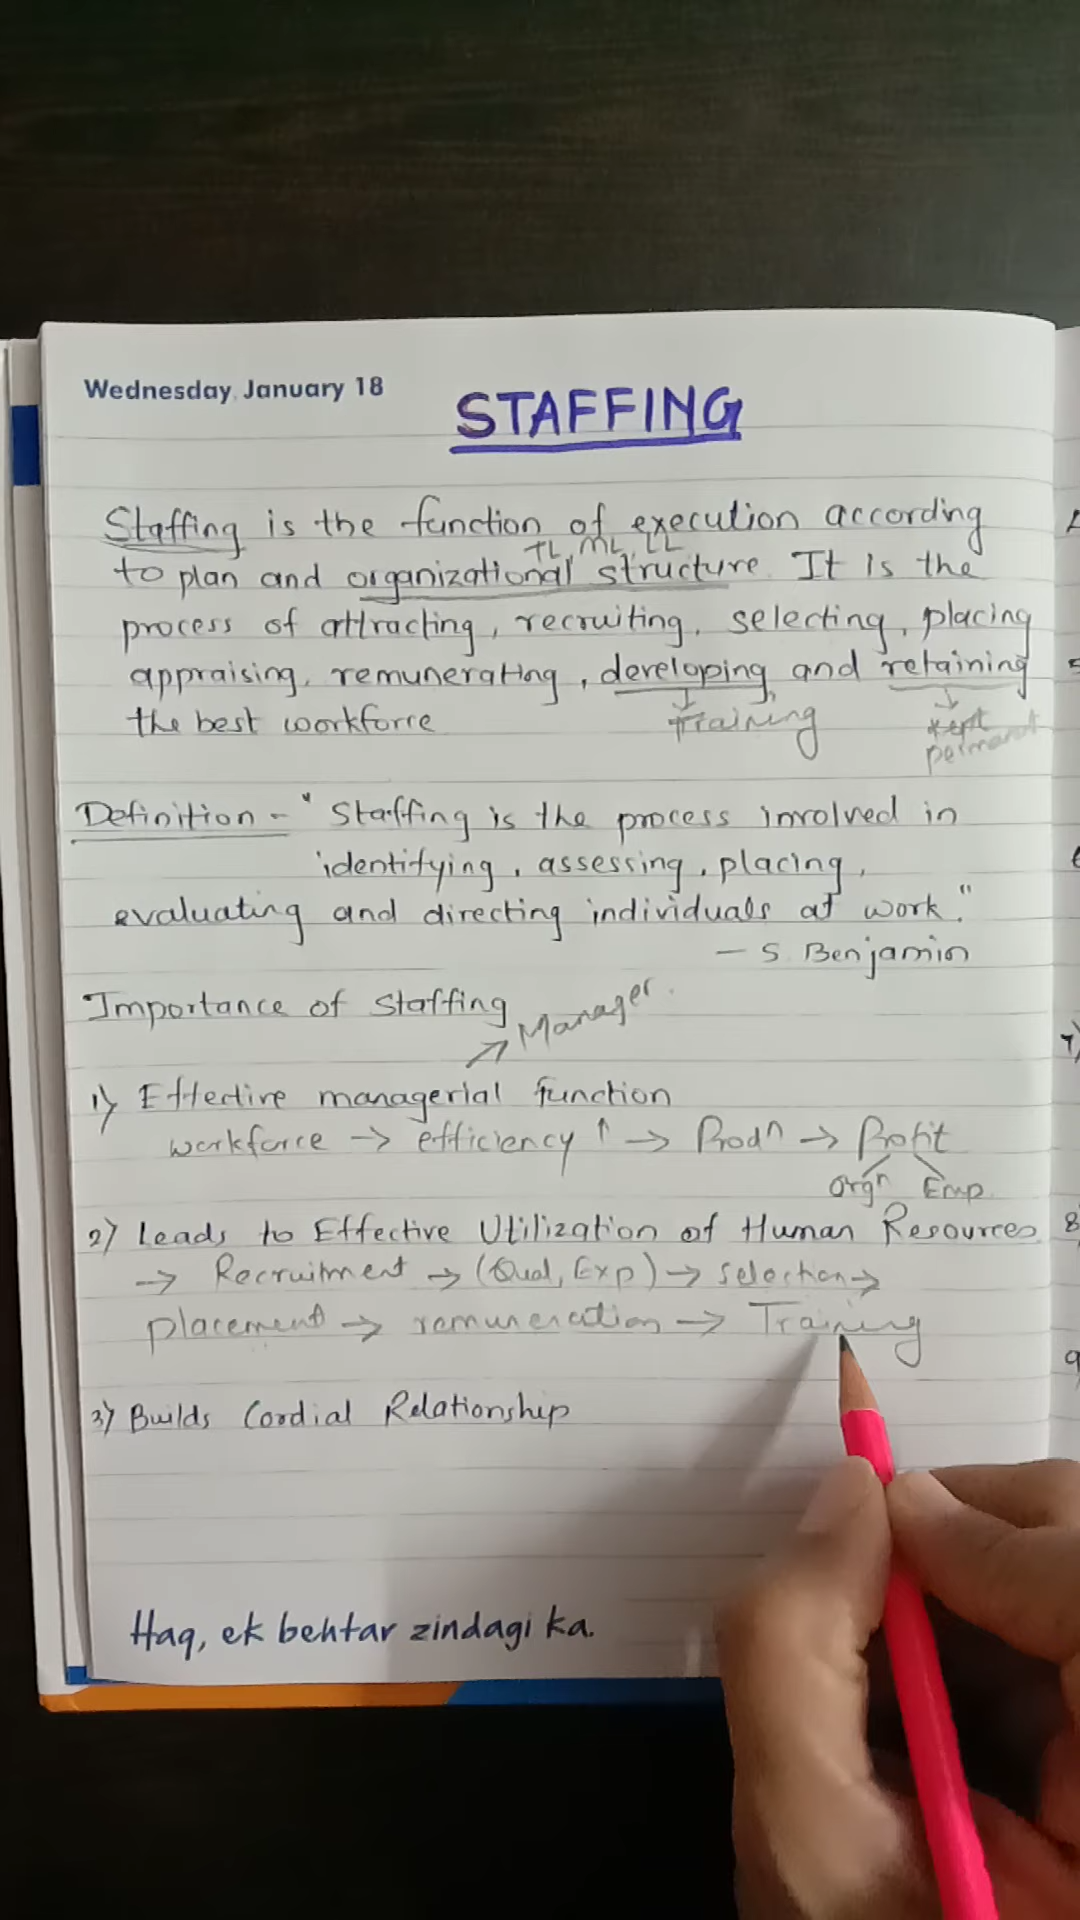 Wednesday, January 18
STAFFING
Staffing is the function of execution according
TL, ML, LL
to plan and organizational structure. It is the
process of attracting, recruiting, selecting, placing
appraising, remunerating, developing and retaining
the best workforce
Training
kept
permanent
Definition - "Staffing is the process involved in
identifying, assessing, placing,
evaluating and directing individuals at work."
- S. Benjamin
Importance of Staffing
Manager.
1) Effective managerial function
workforce → efficiency ↑ → Prodn → Profit
Orgn Emp.
2) Leads to Effective Utilization of Human Resources
→ Recruitment → (Qual, Exp) → selection →
placement → remuneration → Training
3) Builds Cordial Relationship
Haq, ek behtar zindagi ka.